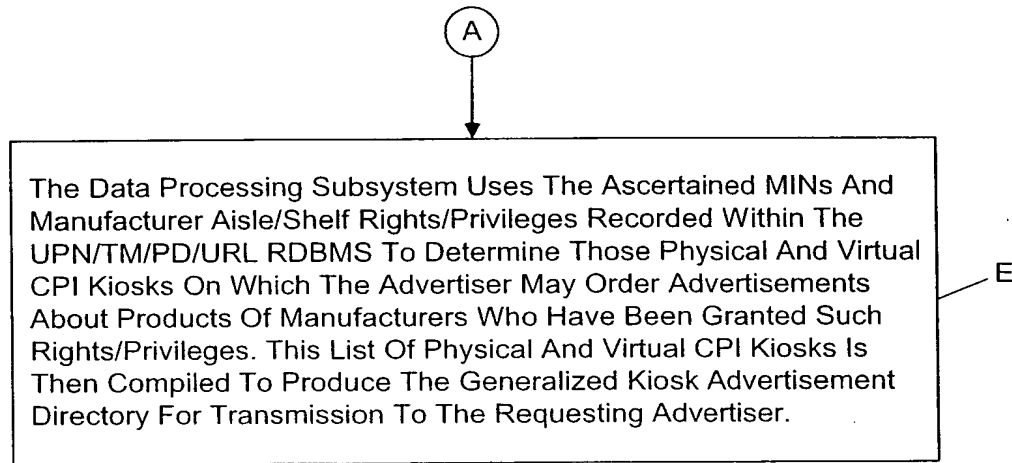 A
The Data Processing Subsystem Uses The Ascertained MINs And
Manufacturer Aisle/Shelf Rights/Privileges Recorded Within The
UPN/TM/PD/URL RDBMS To Determine Those Physical And Virtual
CPI Kiosks On Which The Advertiser May Order Advertisements
About Products Of Manufacturers Who Have Been Granted Such
Rights/Privileges. This List Of Physical And Virtual CPI Kiosks Is
Then Compiled To Produce The Generalized Kiosk Advertisement
Directory For Transmission To The Requesting Advertiser.
E